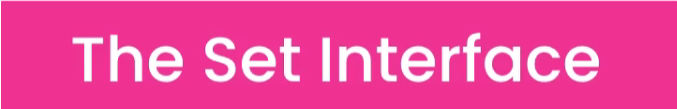 The Set Interface